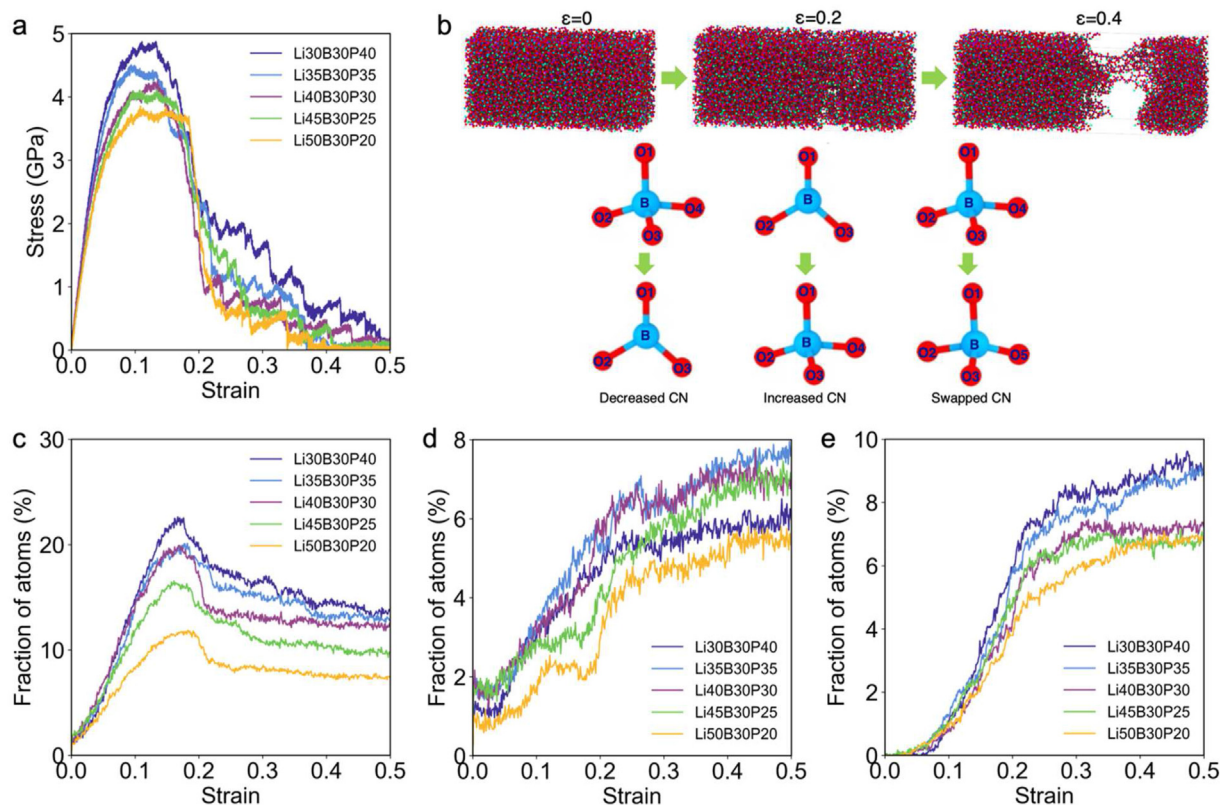 a
Stress (GPa)
5
4
3
2
1
0
Li30B30P40
Li35B30P35
Li40B30P30
Li45B30P25
Li50B30P20
0.0 0.1 0.2 0.3 0.4 0.5
Strain
b
ε=0 ε=0.2 ε=0.4
O1 O1 O1
B B B
O2 O4 O2 O3 O2 O4
O3 O3
O1 O1 O1
B B B
O2 O3 O2 O4 O2 O5
O3 O3
Decreased CN Increased CN Swapped CN
c
Fraction of atoms (%)
30
20
10
0
Li30B30P40
Li35B30P35
Li40B30P30
Li45B30P25
Li50B30P20
0.0 0.1 0.2 0.3 0.4 0.5
Strain
d
Fraction of atoms (%)
8
6
4
2
0
Li30B30P40
Li35B30P35
Li40B30P30
Li45B30P25
Li50B30P20
0.0 0.1 0.2 0.3 0.4 0.5
Strain
e
Fraction of atoms (%)
10
8
6
4
2
0
Li30B30P40
Li35B30P35
Li40B30P30
Li45B30P25
Li50B30P20
0.0 0.1 0.2 0.3 0.4 0.5
Strain